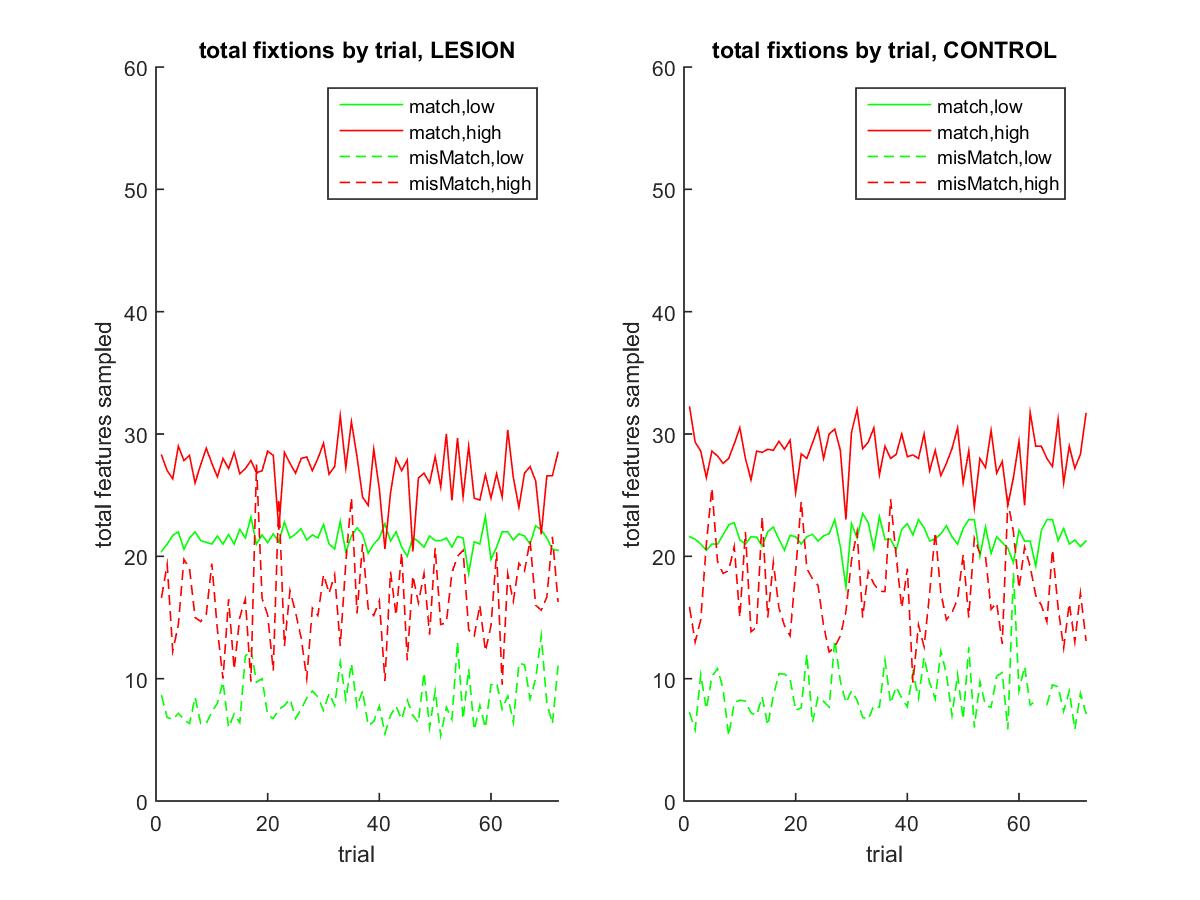 total fixtions by trial, LESION
60
50
40
30
20
10
0
total features sampled
match,low
match,high
misMatch,low
misMatch,high
0 20 40 60
trial
total fixtions by trial, CONTROL
60
50
40
30
20
10
0
total features sampled
match,low
match,high
misMatch,low
misMatch,high
0 20 40 60
trial